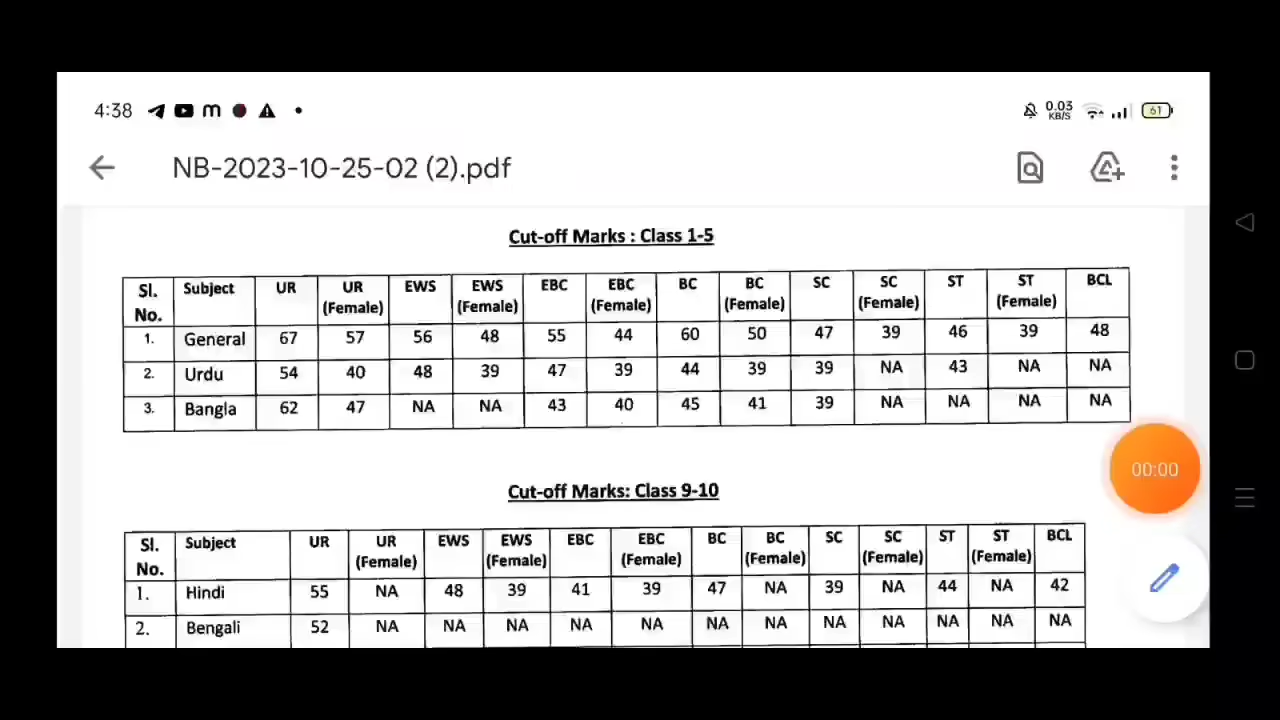 4:38 m 0.03 KB/S 61
NB-2023-10-25-02 (2).pdf
Cut-off Marks : Class 1-5
Sl. No. Subject UR UR (Female) EWS EWS (Female) EBC EBC (Female) BC BC (Female) SC SC (Female) ST ST (Female) BCL
1. General 67 57 56 48 55 44 60 50 47 39 46 39 48
2. Urdu 54 40 48 39 47 39 44 39 39 NA 43 NA NA
3. Bangla 62 47 NA NA 43 40 45 41 39 NA NA NA NA
00:00
Cut-off Marks: Class 9-10
Sl. No. Subject UR UR (Female) EWS EWS (Female) EBC EBC (Female) BC BC (Female) SC SC (Female) ST ST (Female) BCL
1. Hindi 55 NA 48 39 41 39 47 NA 39 NA 44 NA 42
2. Bengali 52 NA NA NA NA NA NA NA NA NA NA NA NA